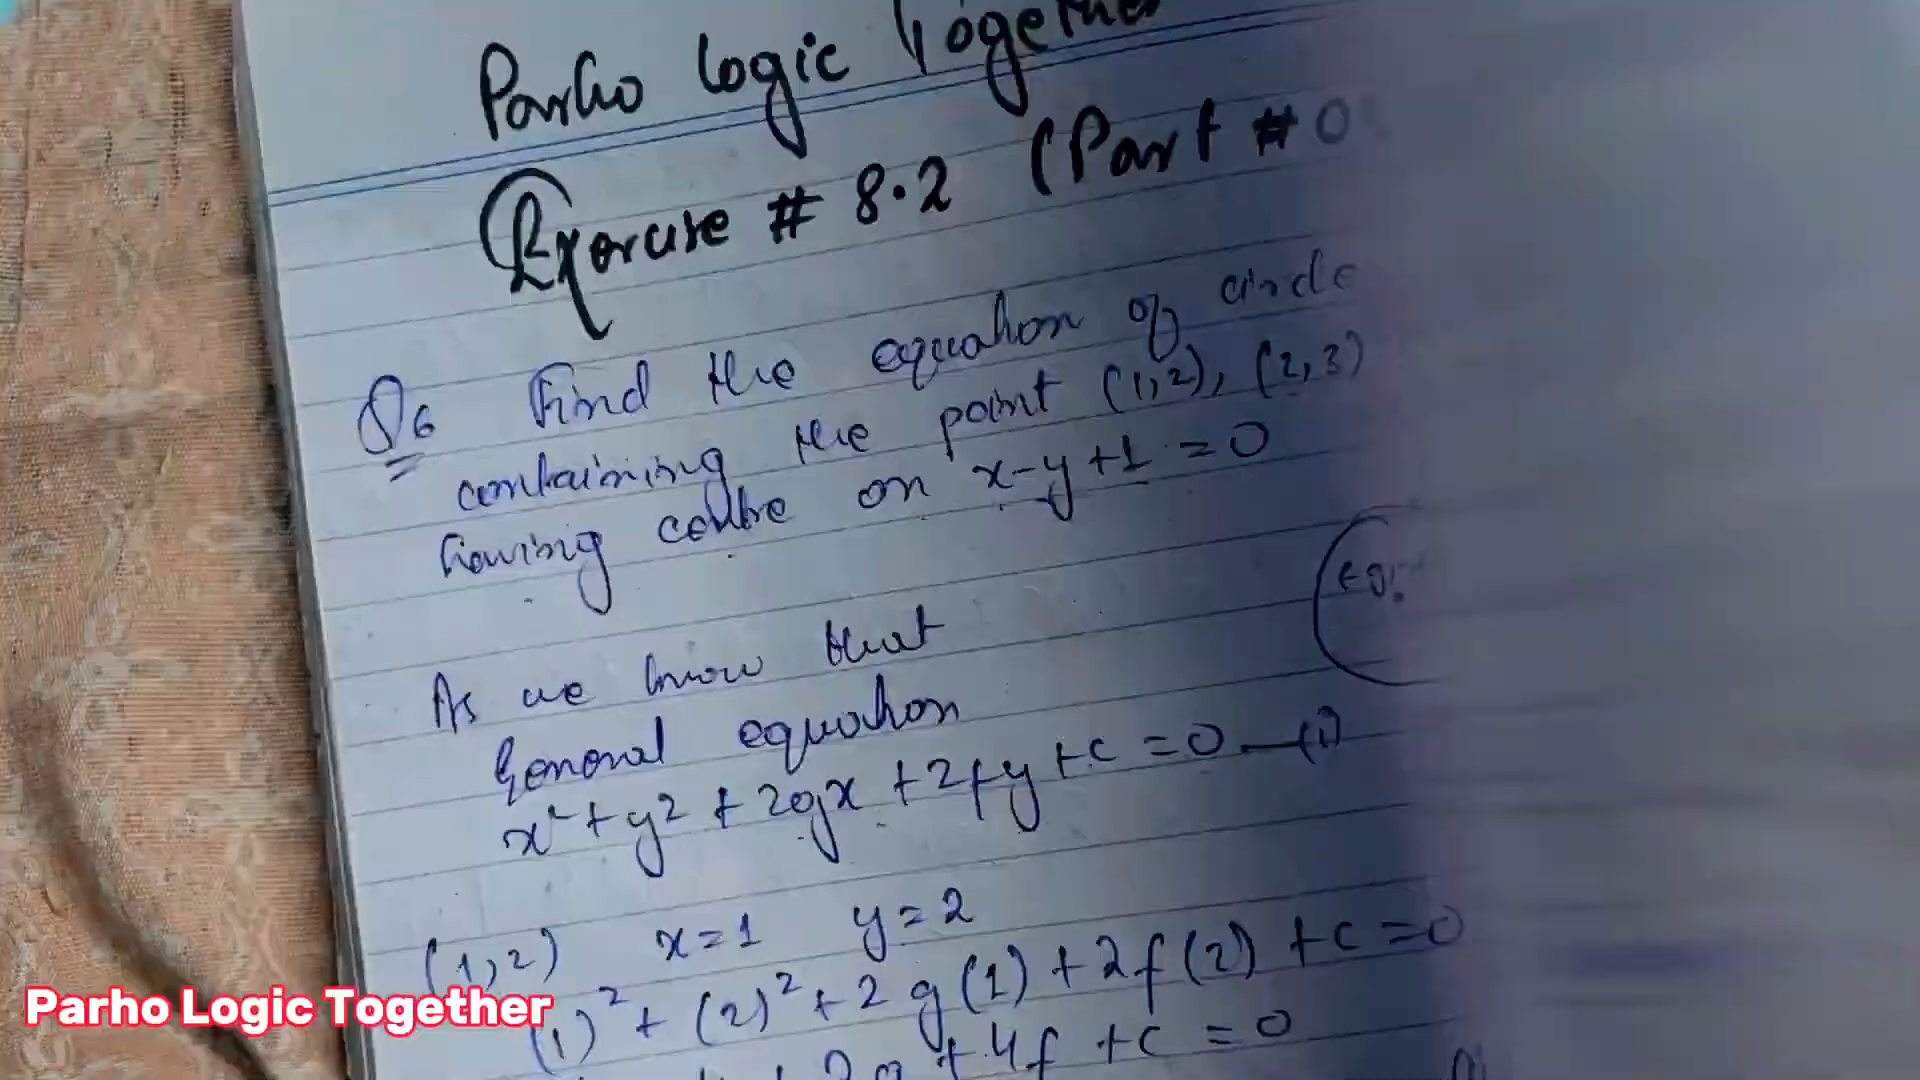 Parho Logic Together
Exercise # 8.2 (Part # 0
Q6 Find the equation of circle
containing the point (1,2), (2,3)
having centre on x-y+1=0
As we know that
General equation
x²+y²+2gx+2fy+c=0 —(1)
(1,2) x=1 y=2
(1)²+(2)²+2g(1)+2f(2)+c=0
+4f+c=0
Parho Logic Together